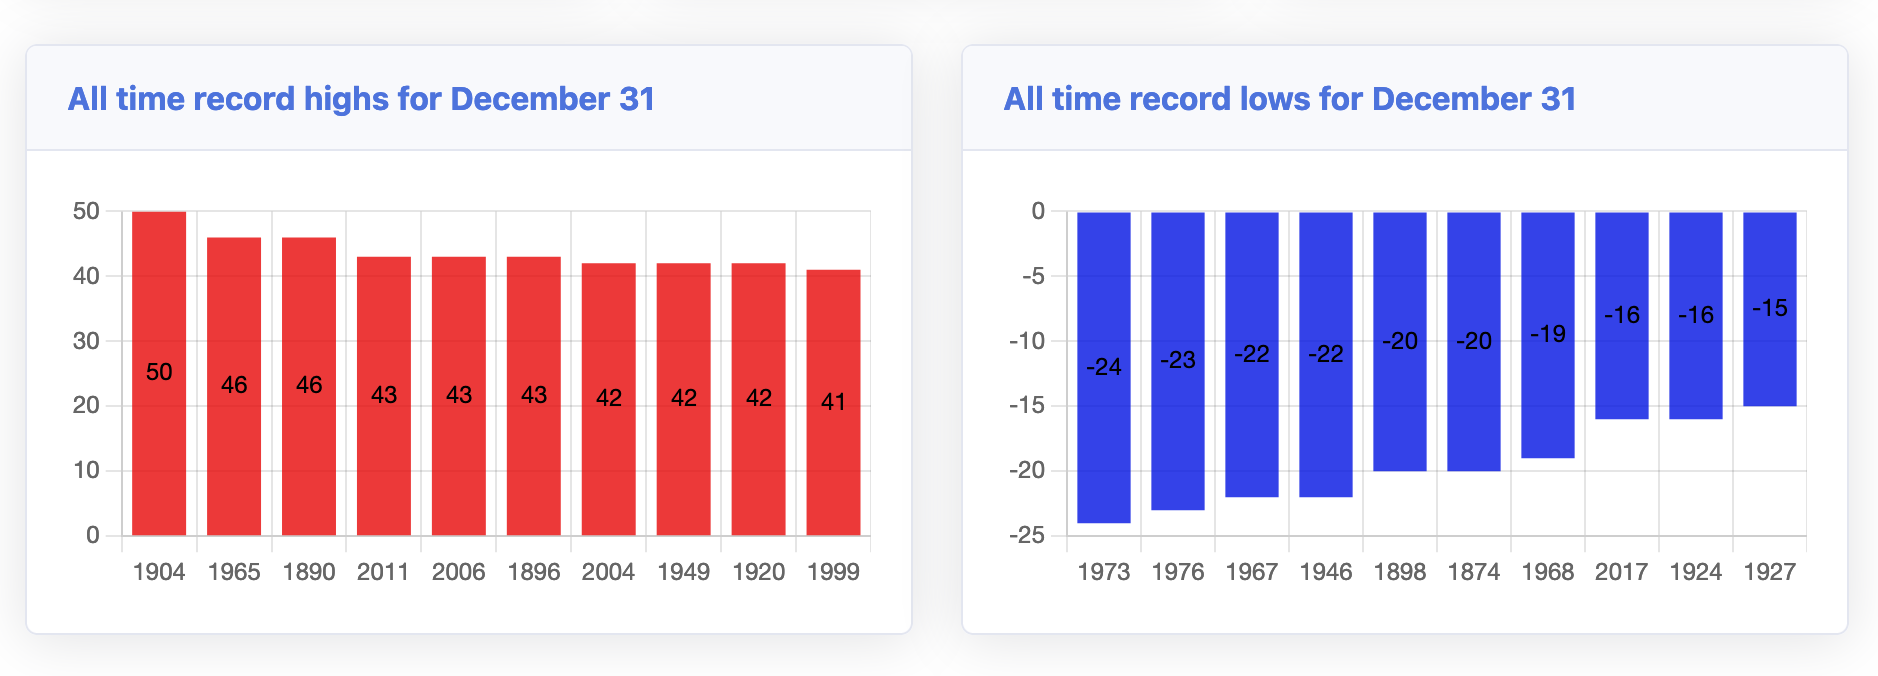 All time record highs for December 31
50
40
30
20
10
0
50 46 46 43 43 43 42 42 42 41
1904 1965 1890 2011 2006 1896 2004 1949 1920 1999
All time record lows for December 31
0
-5
-10
-15
-20
-25
-24 -23 -22 -22 -20 -20 -19 -16 -16 -15
1973 1976 1967 1946 1898 1874 1968 2017 1924 1927